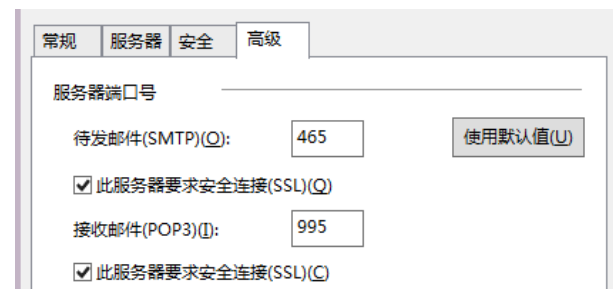 常规 服务器 安全 高级
服务器端口号
待发邮件(SMTP)(O): 465 使用默认值(U)
此服务器要求安全连接(SSL)(Q)
接收邮件(POP3)(I): 995
此服务器要求安全连接(SSL)(C)